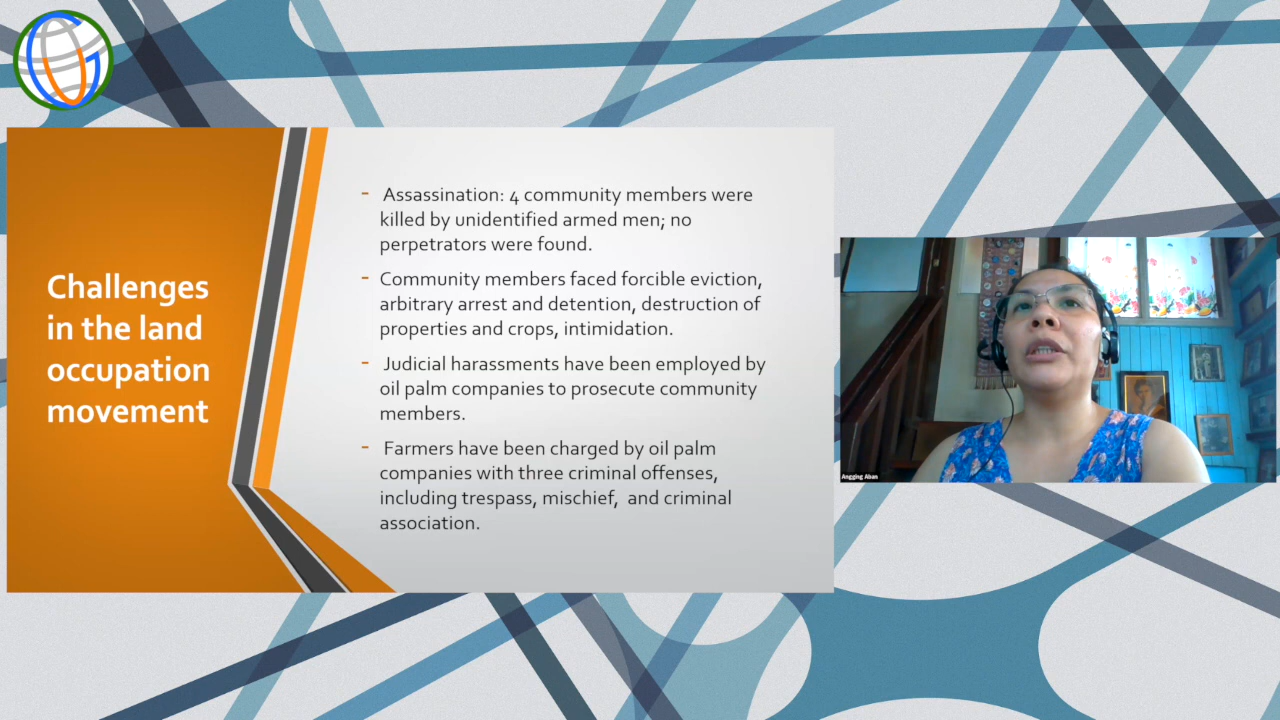 Challenges
in the land
occupation
movement
- Assassination: 4 community members were
killed by unidentified armed men; no
perpetrators were found.
- Community members faced forcible eviction,
arbitrary arrest and detention, destruction of
properties and crops, intimidation.
- Judicial harassments have been employed by
oil palm companies to prosecute community
members.
- Farmers have been charged by oil palm
companies with three criminal offenses,
including trespass, mischief, and criminal
association.
Angging Aban